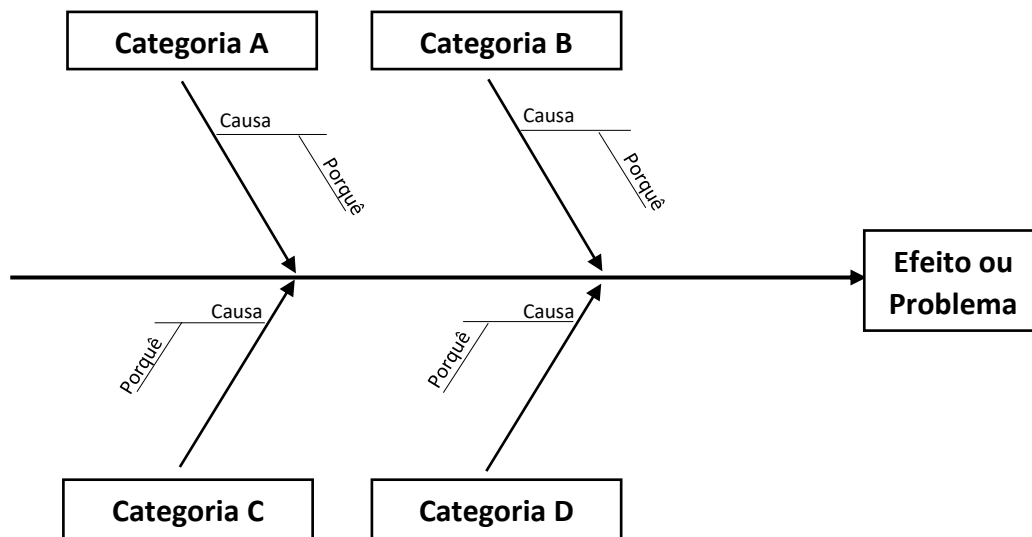 Categoria A
Categoria B
Causa
Causa
Porquê
Porquê
Efeito ou
Problema
Causa
Causa
Porquê
Porquê
Categoria C
Categoria D